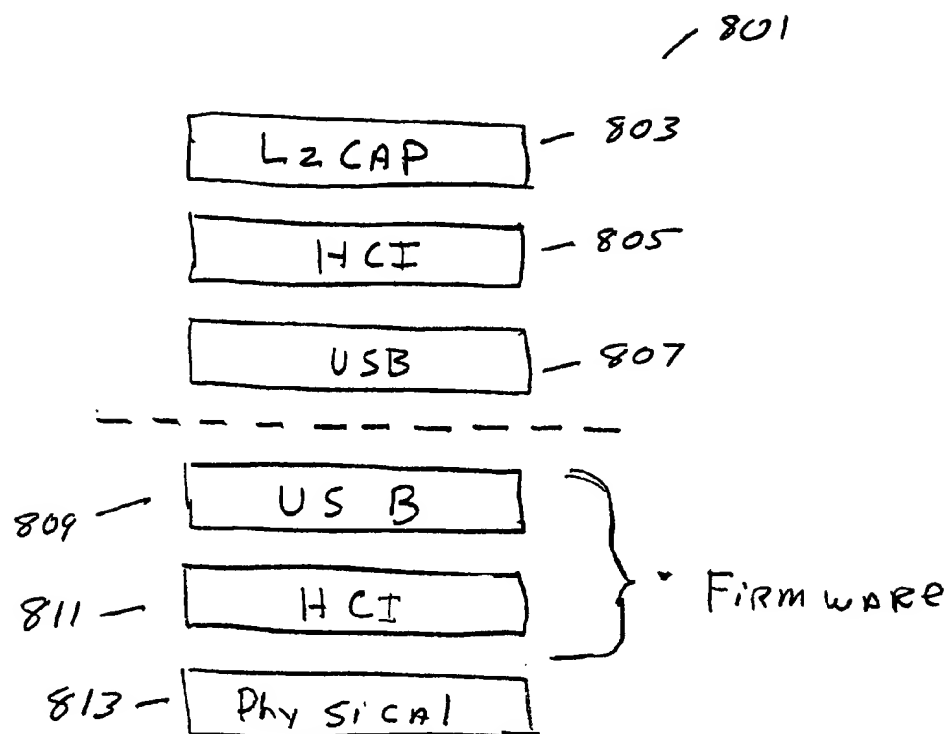 801
L2CAP 803
HCI 805
USB 807
809 USB
811 HCI
FiRMWARe
813 PhySiCAl